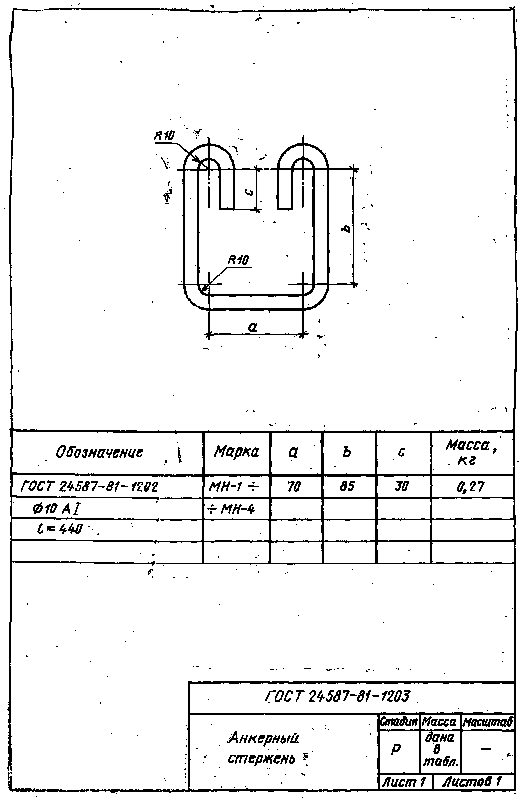 R10
c
b
R10
a
Обозначение Марка a b c Масса, кг
ГОСТ 24587-81-1202 МН-1 ÷ 70 85 30 0,27
Ø10 АI ÷ МН-4
ℓ = 440
ГОСТ 24587-81-1203
Анкерный
стержень
Стадия Масса Масштаб
Р дана в табл. —
Лист 1 Листов 1